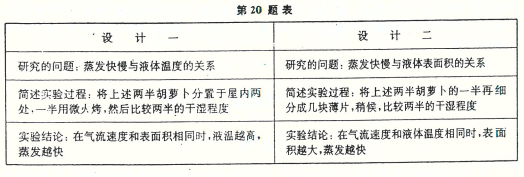 第20题表
设计一
设计二
研究的问题:蒸发快慢与液体温度的关系
研究的问题:蒸发快慢与液体表面积的关系
简述实验过程:将上述两半胡萝卜分置于屋内两
处,一半用微火烤,然后比较两半的干湿程度
简述实验过程:将上述两半胡萝卜的一半再细
分成几块薄片,稍候,比较两半的干湿程度
实验结论:在气流速度和表面积相同时,液温越高,
蒸发越快
实验结论:在气流速度和液体温度相同时,表面
积越大,蒸发越快